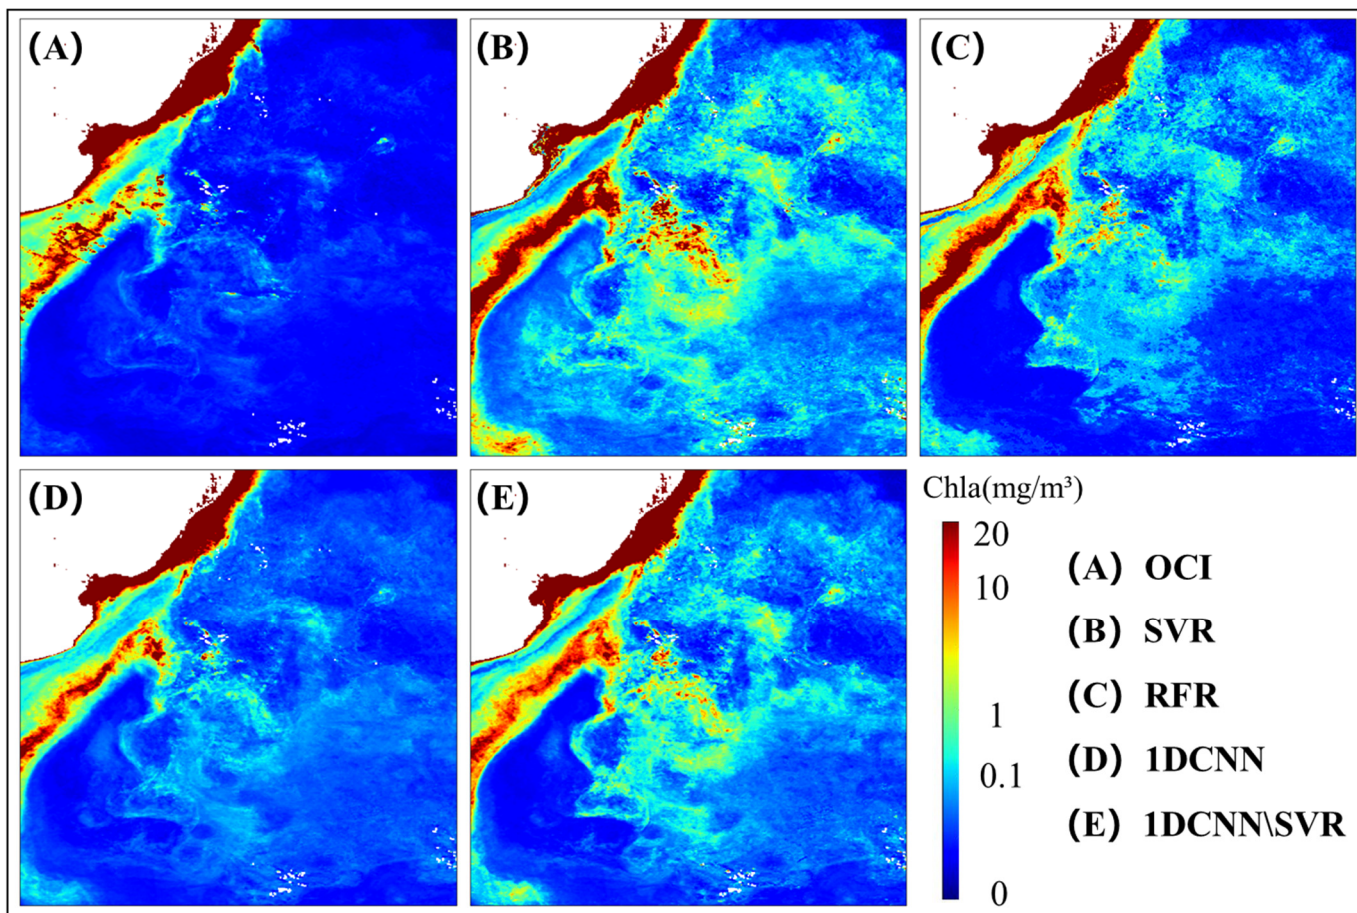 (A)
(B)
(C)
(D)
(E)
Chla(mg/m³)
20
10
1
0.1
0
(A) OCI
(B) SVR
(C) RFR
(D) 1DCNN
(E) 1DCNN\SVR